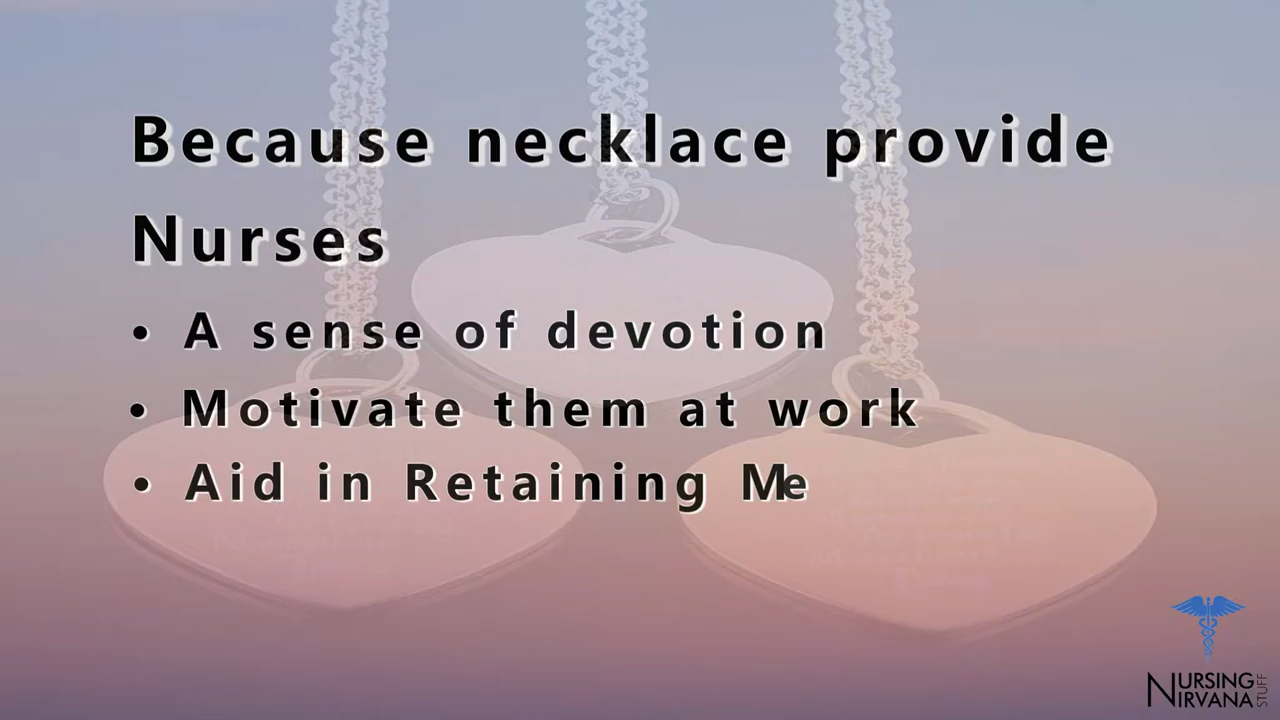 Because necklace provide
Nurses
• A sense of devotion
• Motivate them at work
• Aid in Retaining Me
NURSING
NIRVANA STUFF